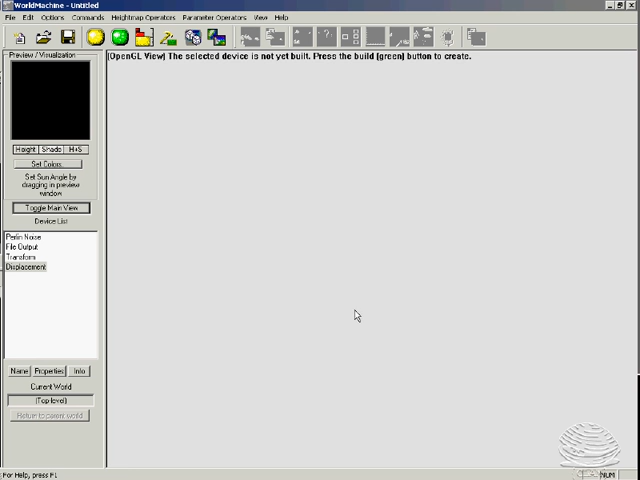 WorldMachine - Untitled
File Edit Options Commands Heightmap Operators Parameter Operators View Help
Preview / Visualization
[OpenGL View] The selected device is not yet built. Press the build (green) button to create.
Height Shade H+S
Set Colors..
Set Sun Angle by
dragging in preview
window
Toggle Main View
Device List
Perlin Noise
File Output
Transform
Displacement
Name Properties Info
Current World
(Top level)
Return to parent world
For Help, press F1
NUM